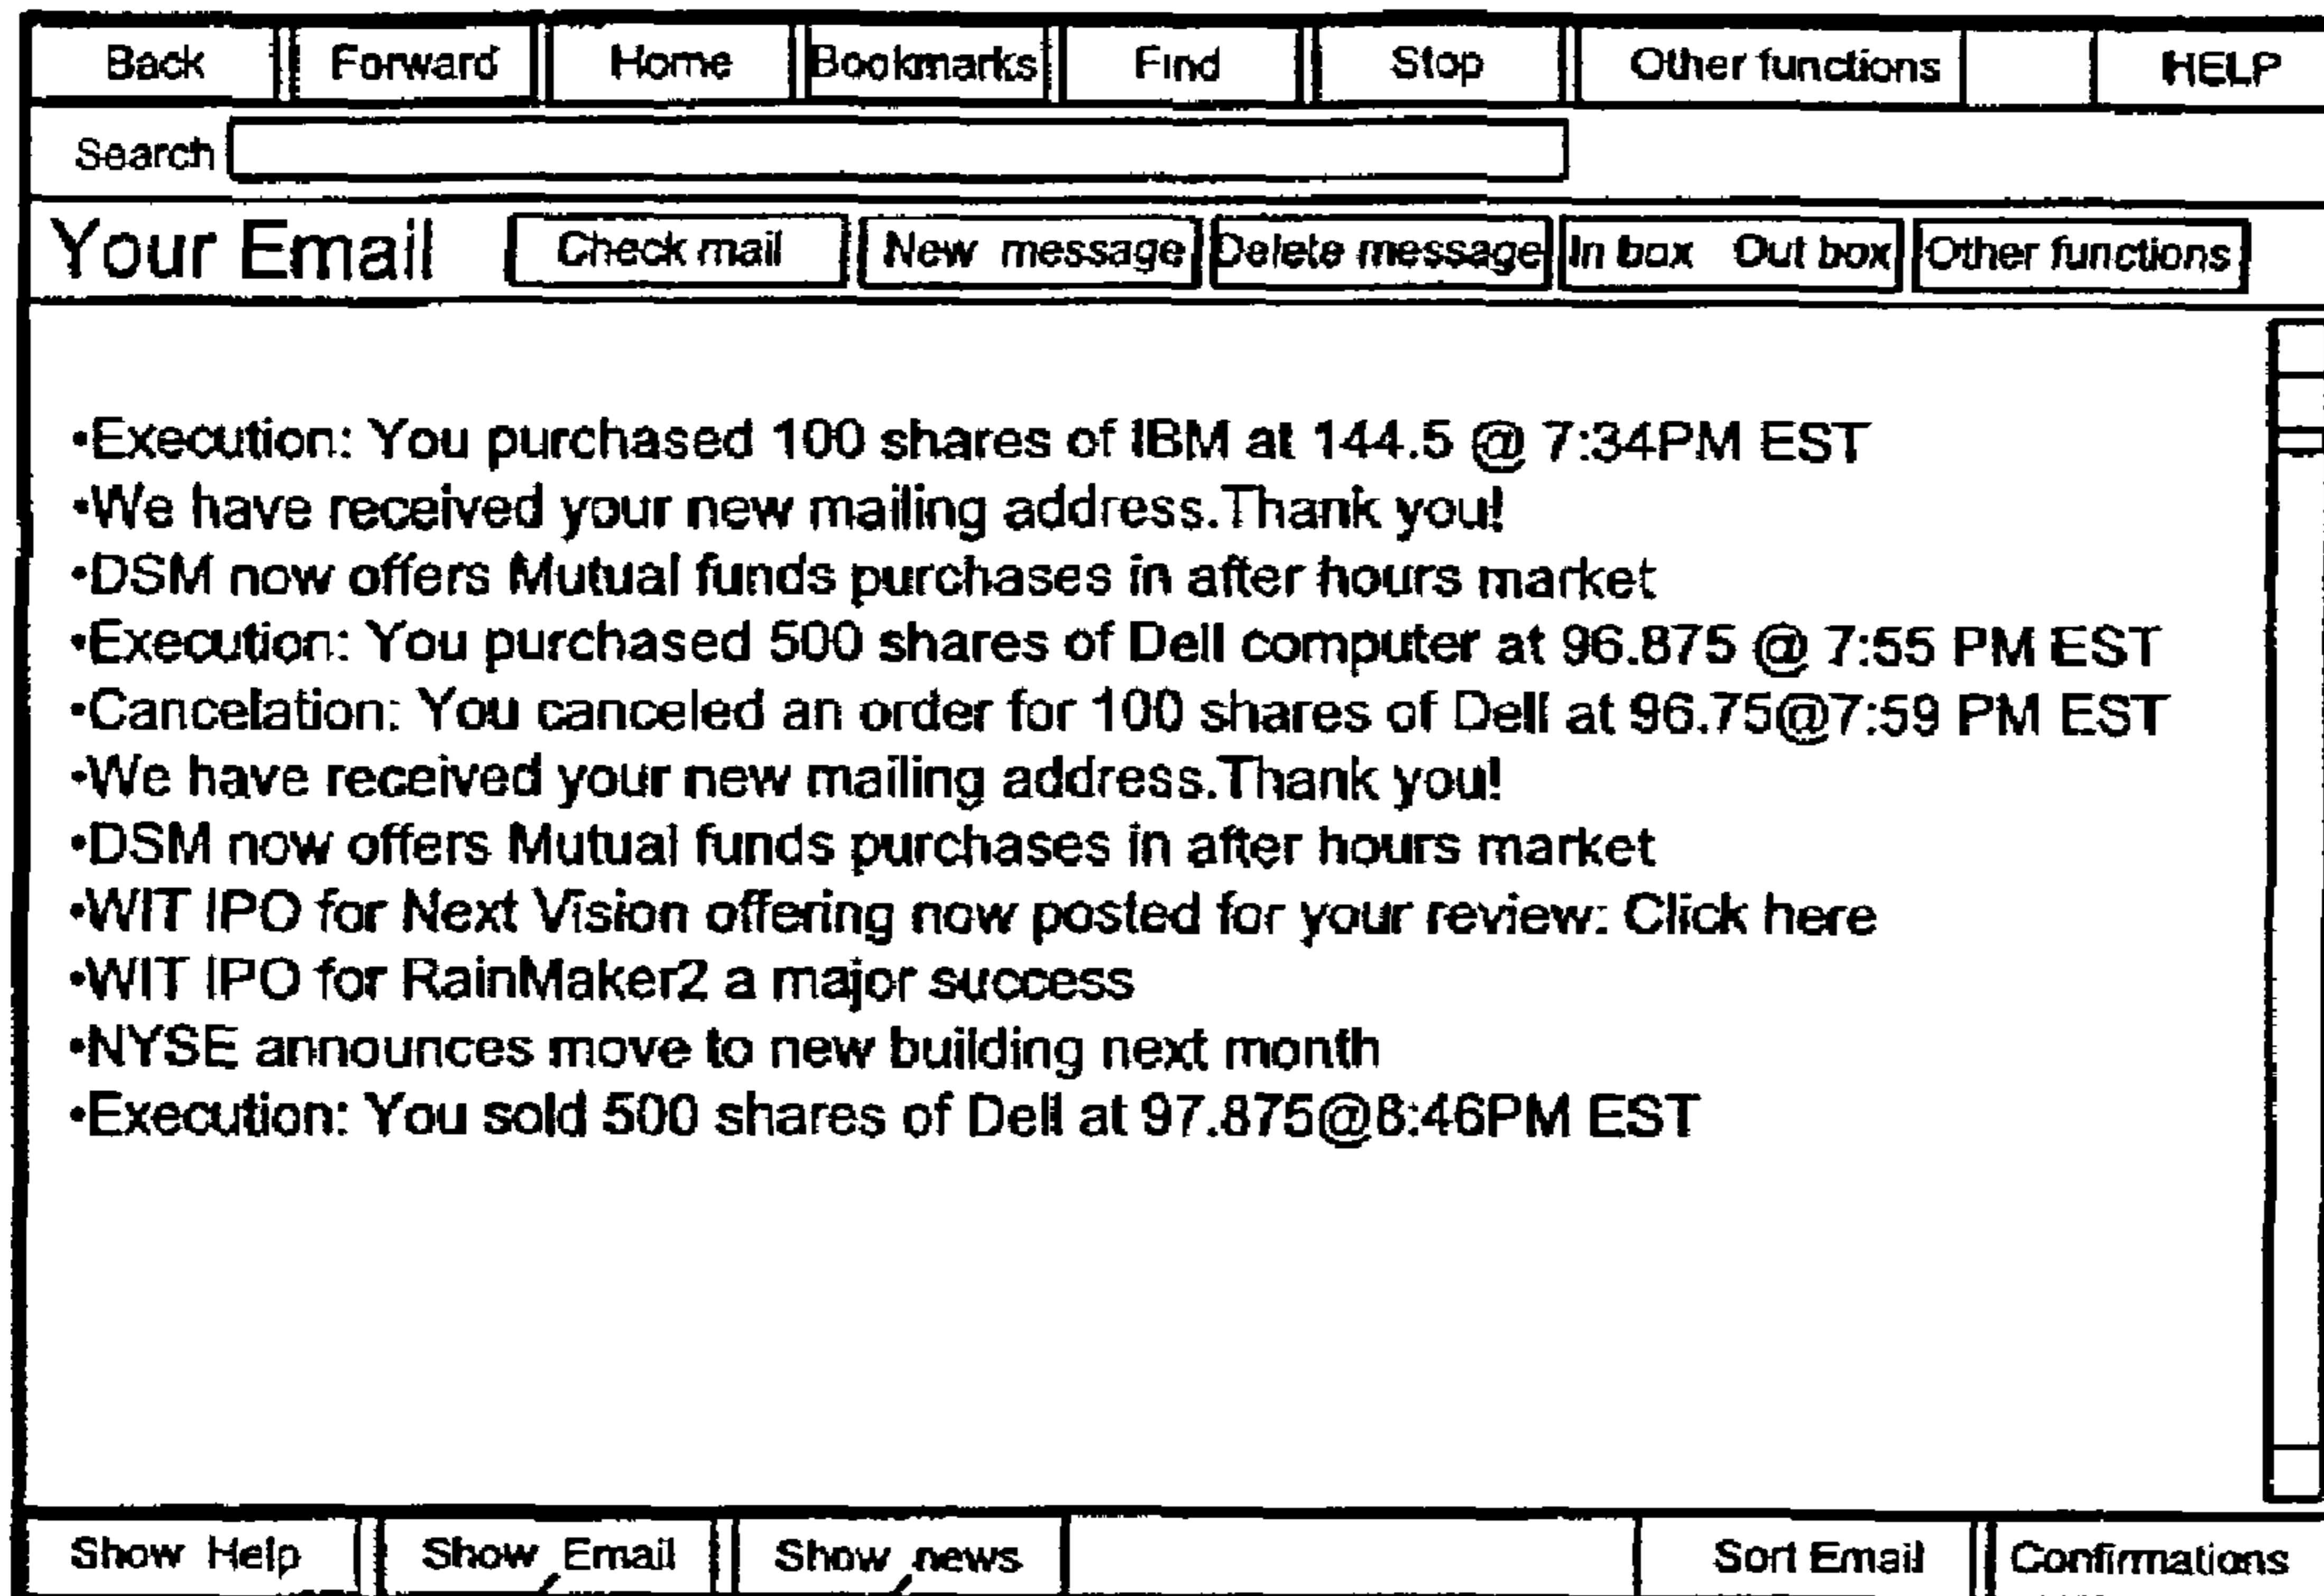 Back Forward Home Bookmarks Find Stop Other functions HELP
Search
Your Email Check mail New message Delete message In box Out box Other functions
•Execution: You purchased 100 shares of IBM at 144.5 @ 7:34PM EST
•We have received your new mailing address.Thank you!
•DSM now offers Mutual funds purchases in after hours market
•Execution: You purchased 500 shares of Dell computer at 96.875 @ 7:55 PM EST
•Cancelation: You canceled an order for 100 shares of Dell at 96.75@7:59 PM EST
•We have received your new mailing address.Thank you!
•DSM now offers Mutual funds purchases in after hours market
•WIT IPO for Next Vision offering now posted for your review: Click here
•WIT IPO for RainMaker2 a major success
•NYSE announces move to new building next month
•Execution: You sold 500 shares of Dell at 97.875@8:46PM EST
Show Help Show Email Show news Sort Email Confirmations